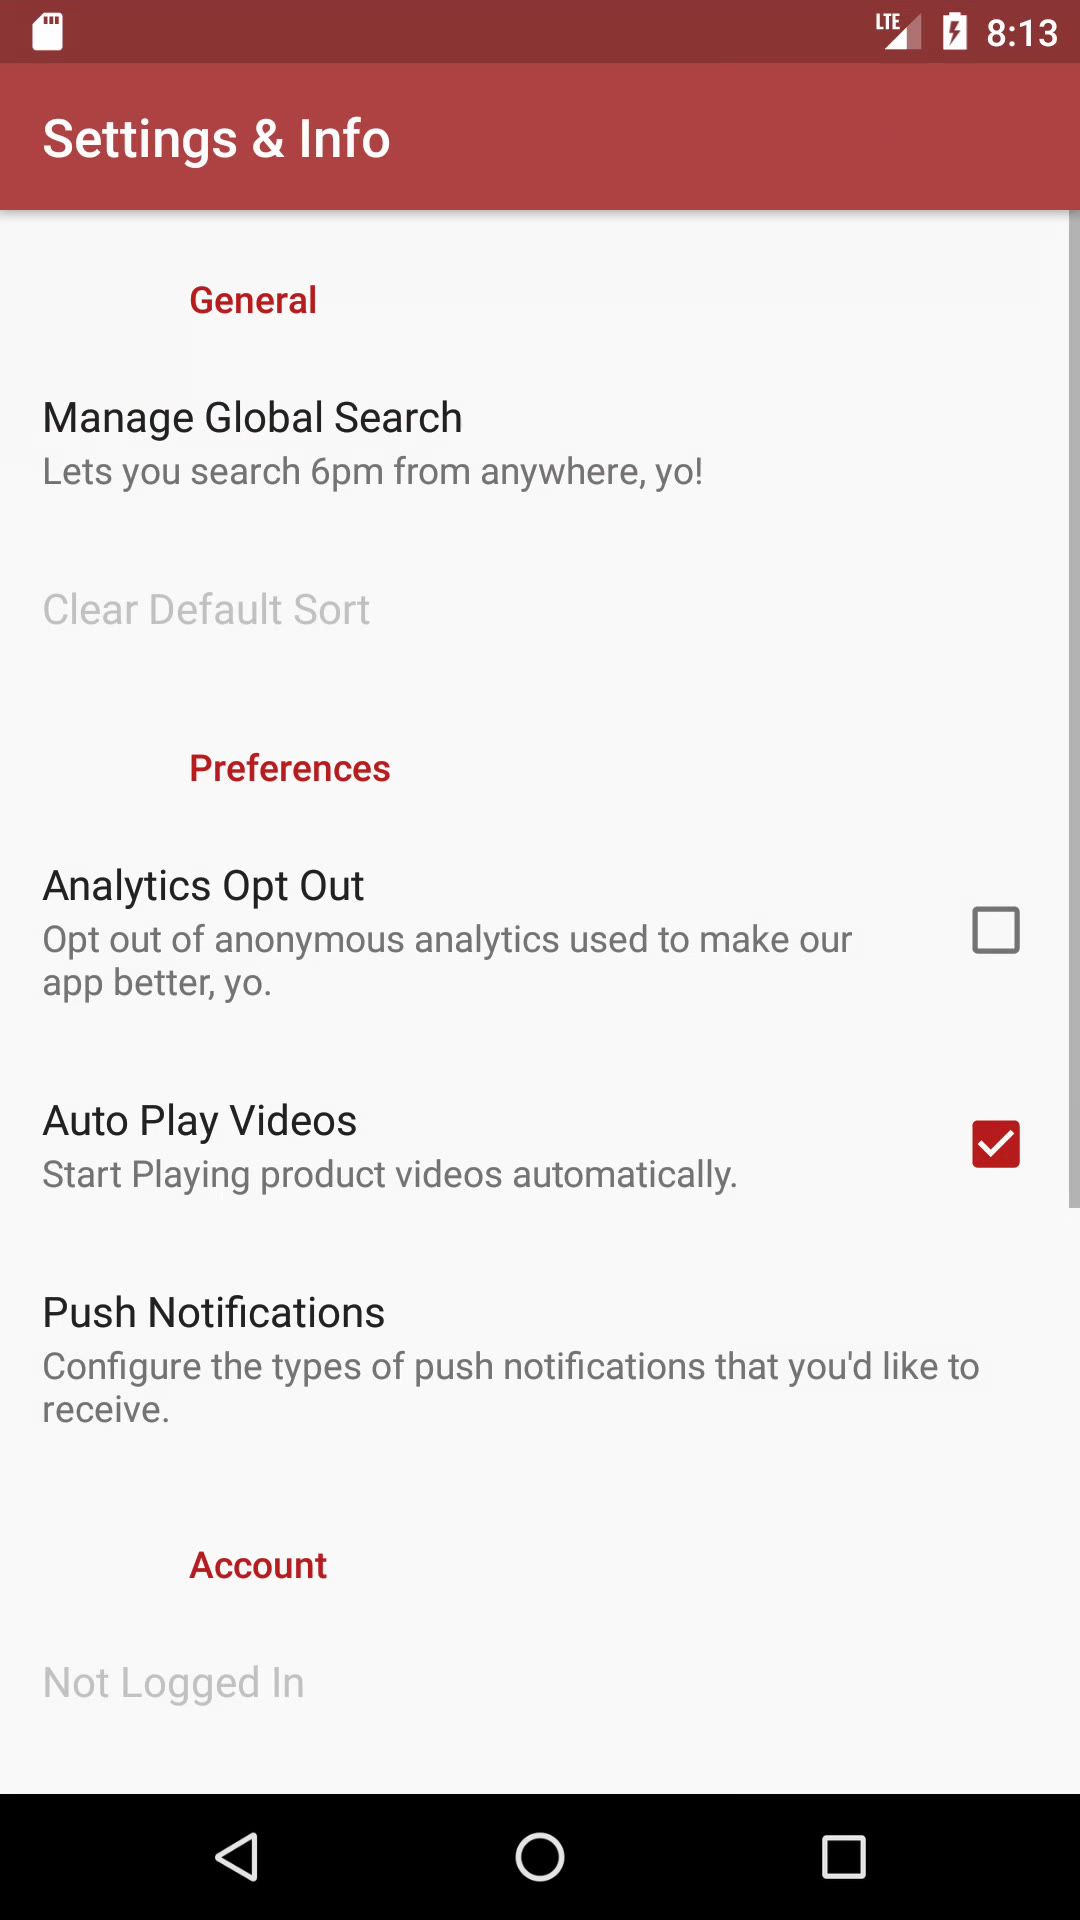 LTE 8:13
Settings & Info
General
Manage Global Search
Lets you search 6pm from anywhere, yo!
Clear Default Sort
Preferences
Analytics Opt Out
Opt out of anonymous analytics used to make our
app better, yo.
Auto Play Videos
Start Playing product videos automatically.
Push Notifications
Configure the types of push notifications that you'd like to
receive.
Account
Not Logged In